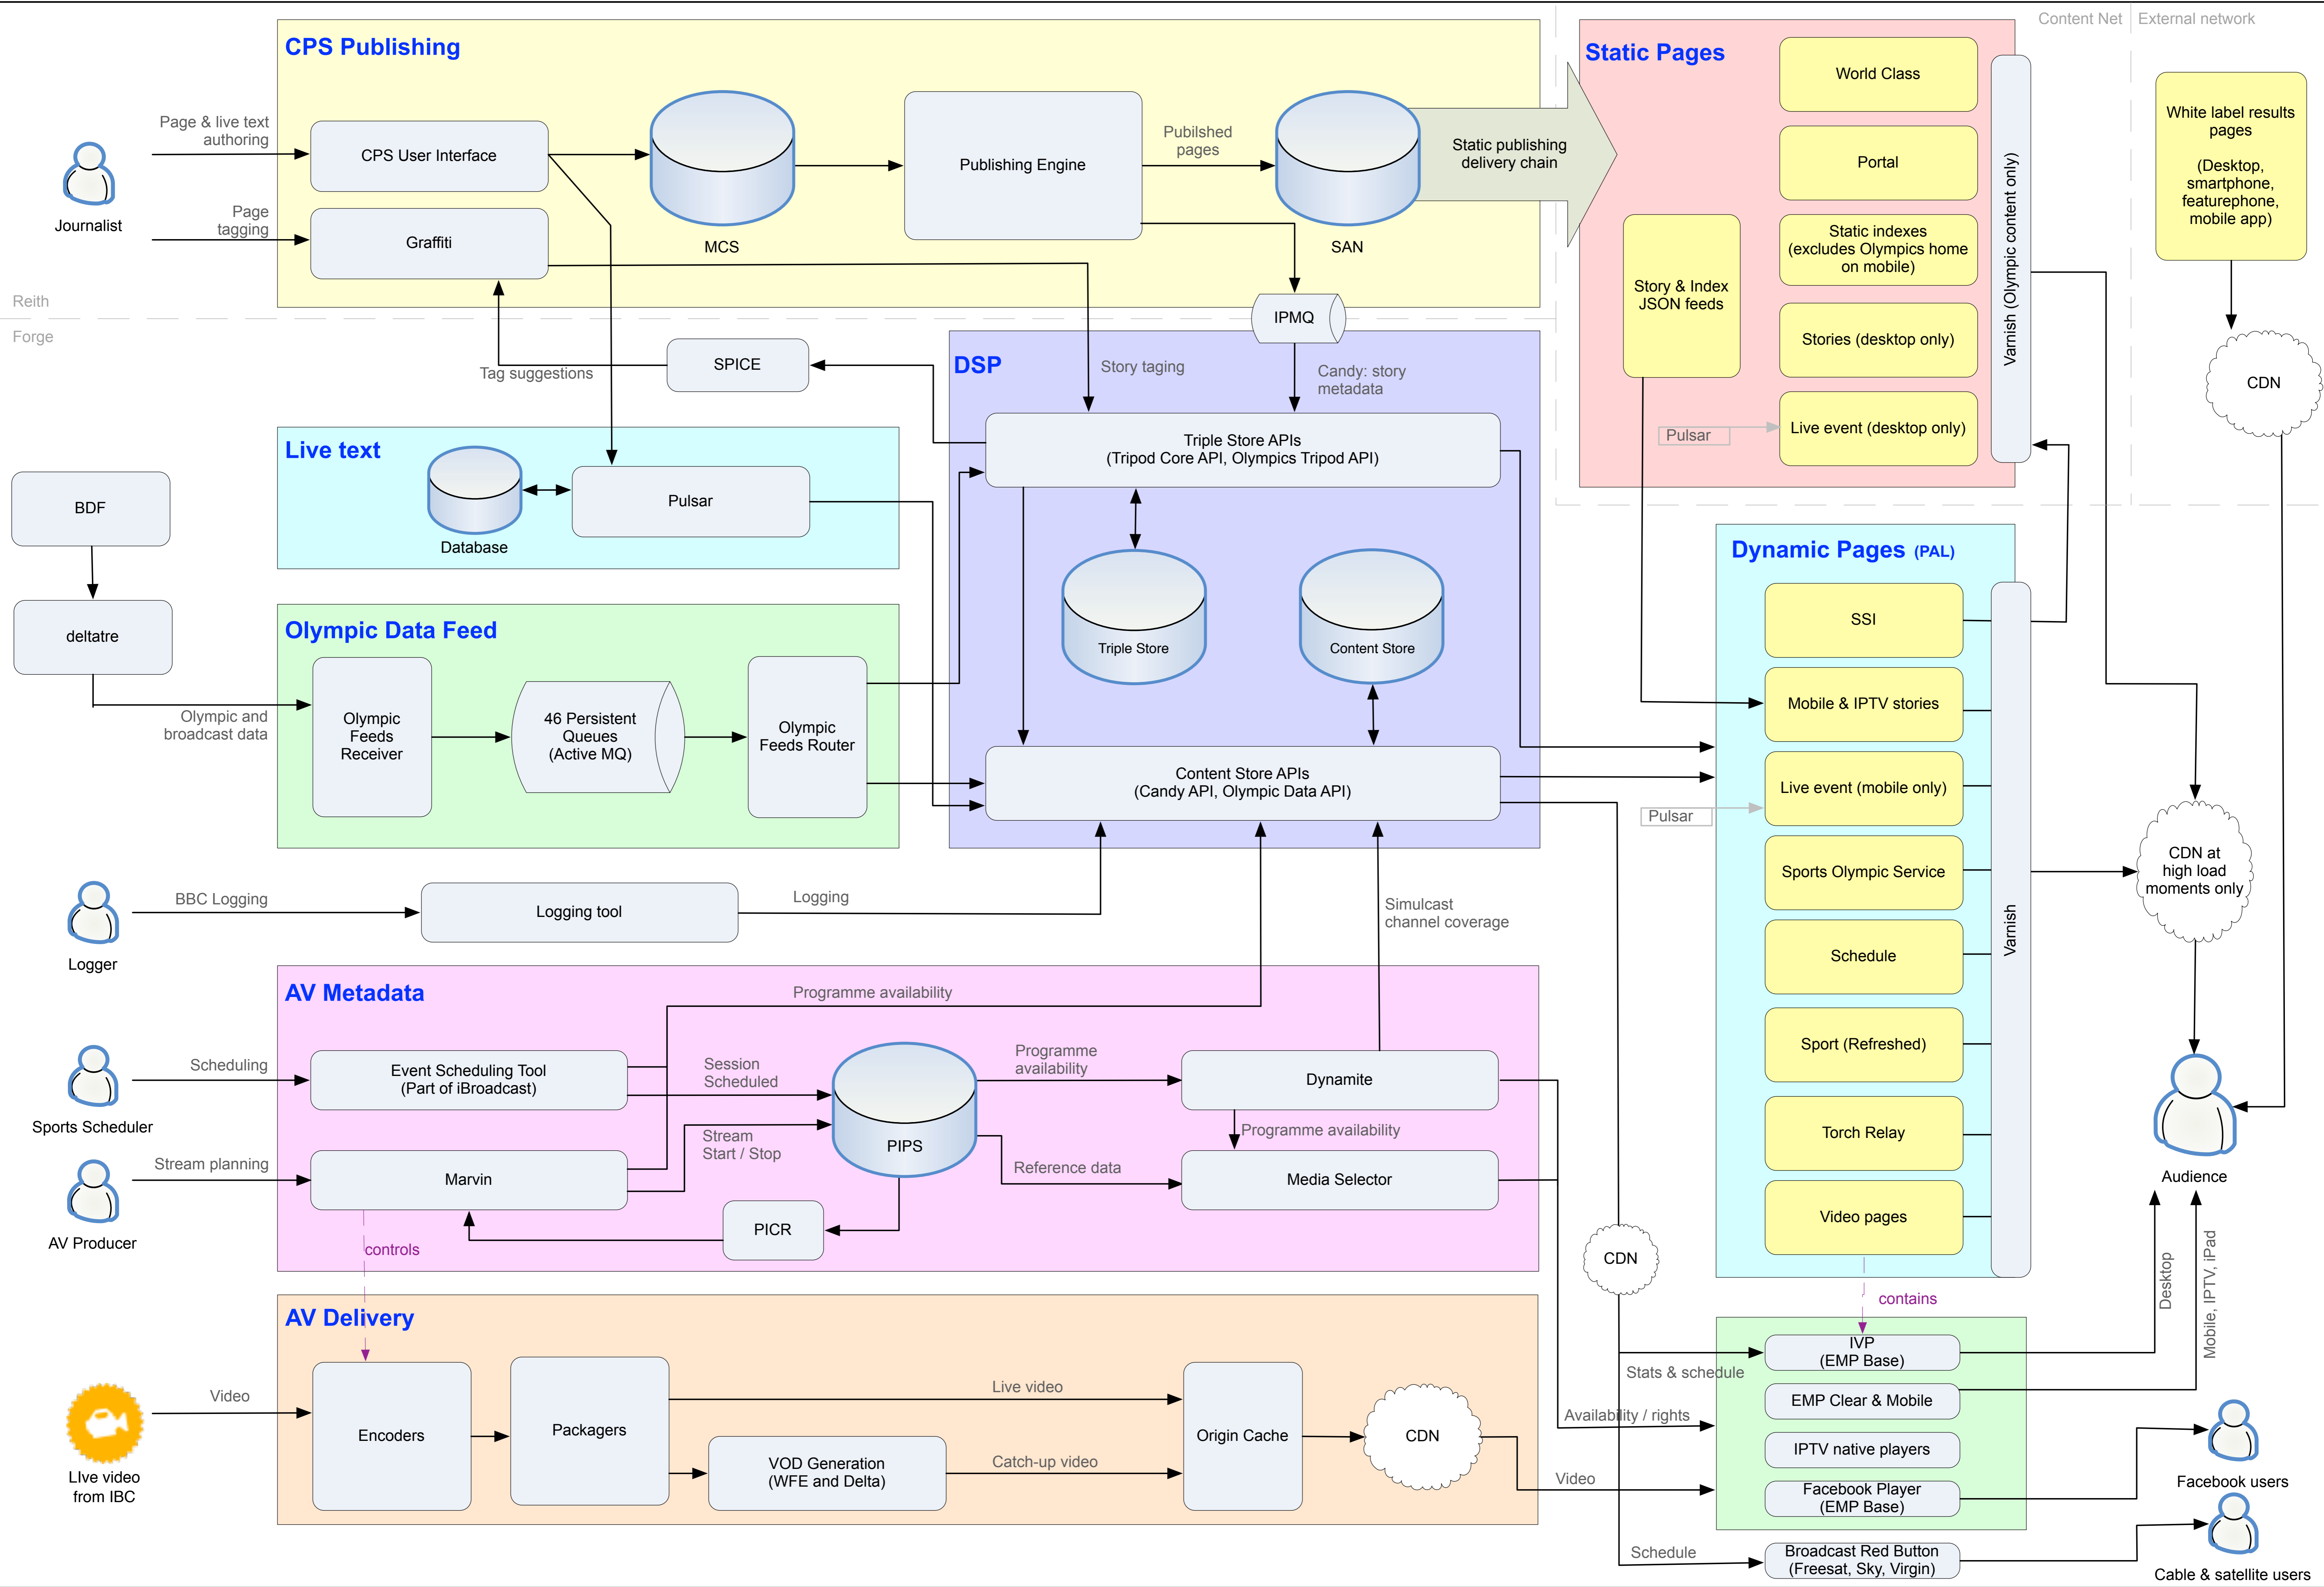 Content Net
External network
CPS Publishing
Page & live text
authoring
Journalist
Page
tagging
CPS User Interface
Graffiti
MCS
Publishing Engine
Pubilshed
pages
SAN
Static publishing
delivery chain
IPMQ
Reith
Forge
Static Pages
World Class
Portal
Static indexes
(excludes Olympics home
on mobile)
Story & Index
JSON feeds
Stories (desktop only)
Pulsar
Live event (desktop only)
Varnish (Olympic content only)
White label results
pages
(Desktop,
smartphone,
featurephone,
mobile app)
CDN
SPICE
Tag suggestions
DSP
Story taging
Candy: story
metadata
Triple Store APIs
(Tripod Core API, Olympics Tripod API)
Triple Store
Content Store
Content Store APIs
(Candy API, Olympic Data API)
Live text
Database
Pulsar
BDF
deltatre
Olympic and
broadcast data
Olympic Data Feed
Olympic
Feeds
Receiver
46 Persistent
Queues
(Active MQ)
Olympic
Feeds Router
Dynamic Pages (PAL)
SSI
Mobile & IPTV stories
Live event (mobile only)
Pulsar
Sports Olympic Service
Schedule
Sport (Refreshed)
Torch Relay
Video pages
Varnish
CDN at
high load
moments only
Audience
Logger
BBC Logging
Logging tool
Logging
Simulcast
channel coverage
AV Metadata
Programme availability
Sports Scheduler
Scheduling
Event Scheduling Tool
(Part of iBroadcast)
Session
Scheduled
AV Producer
Stream planning
Marvin
Stream
Start / Stop
PIPS
PICR
Programme
availability
Dynamite
Programme availability
Reference data
Media Selector
controls
CDN
contains
Desktop
Mobile, IPTV, iPad
AV Delivery
LIve video
from IBC
Video
Encoders
Packagers
Live video
VOD Generation
(WFE and Delta)
Catch-up video
Origin Cache
CDN
Stats & schedule
Availability / rights
Video
Schedule
IVP
(EMP Base)
EMP Clear & Mobile
IPTV native players
Facebook Player
(EMP Base)
Broadcast Red Button
(Freesat, Sky, Virgin)
Facebook users
Cable & satellite users